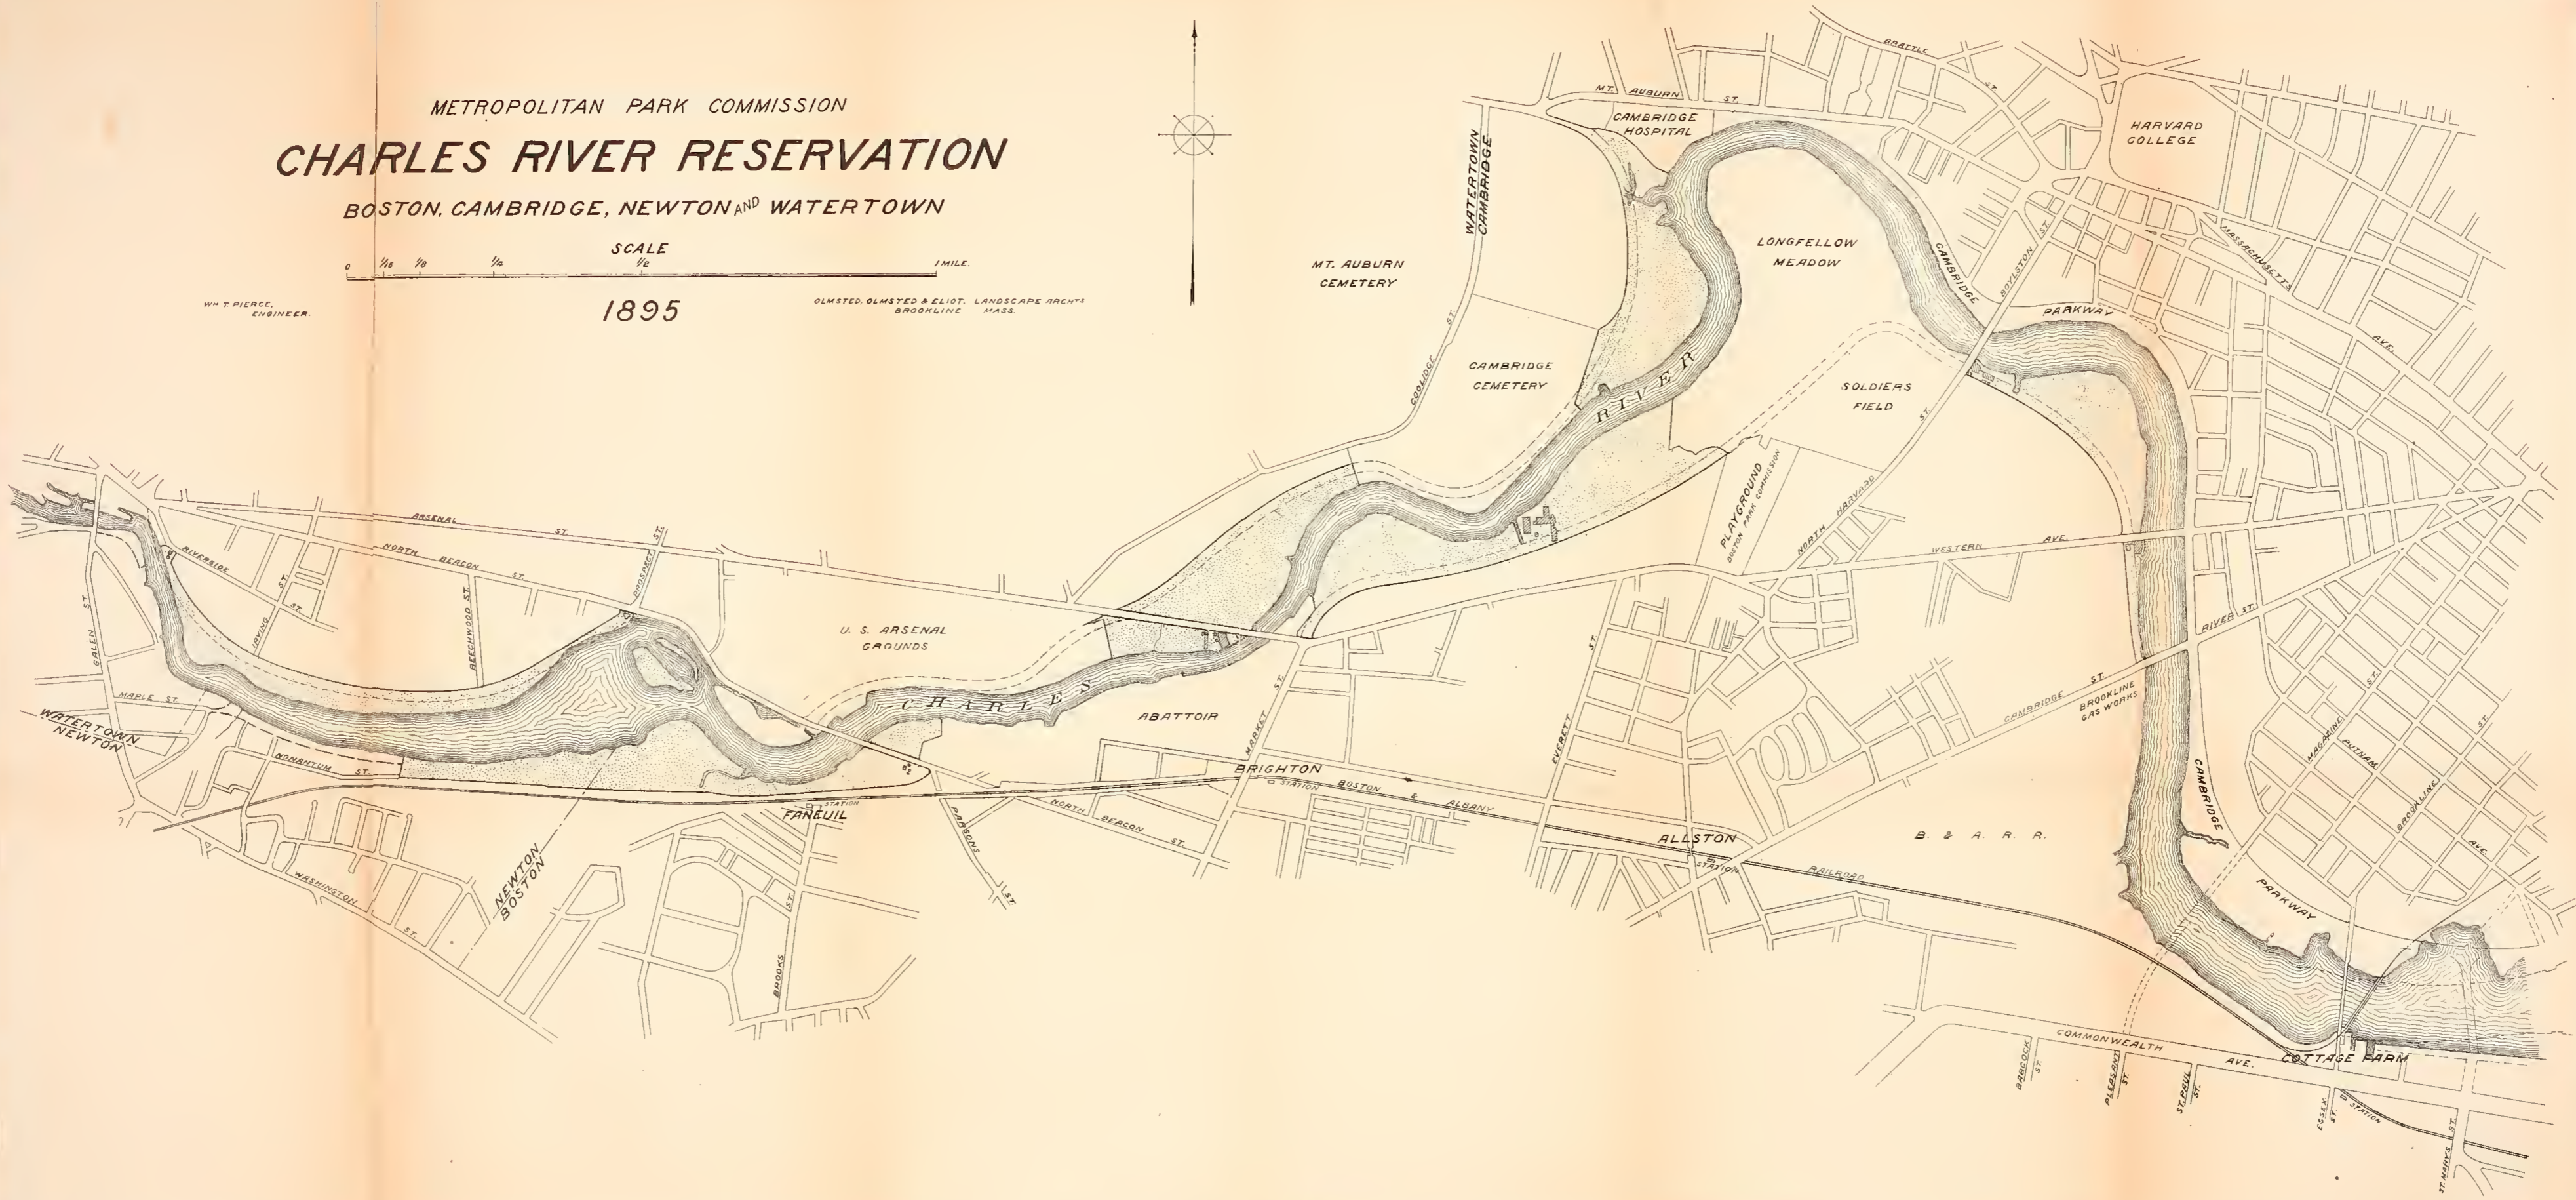 METROPOLITAN PARK COMMISSION
CHARLES RIVER RESERVATION
BOSTON, CAMBRIDGE, NEWTON AND WATERTOWN
SCALE
0 1/16 1/8 1/4 1/2 1 MILE.
WM T. PIERCE,
ENGINEER.
1895
OLMSTED, OLMSTED & ELIOT. LANDSCAPE ARCHTS
BROOKLINE MASS.
BRATTLE
ST.
MT. AUBURN ST.
CAMBRIDGE
HOSPITAL
HARVARD
COLLEGE
WATERTOWN
CAMBRIDGE
MT. AUBURN
CEMETERY
LONGFELLOW
MEADOW
CAMBRIDGE
BOYLSTON ST.
MASSACHUSETTS
AVE.
PARKWAY
COOLIDGE ST.
CAMBRIDGE
CEMETERY
RIVER
SOLDIERS
FIELD
ST.
PLAYGROUND
BOSTON PARK COMMISSION
NORTH HARVARD
WESTERN AVE.
RIVER ST.
ARSENAL ST.
NORTH BEACON ST.
PROSPECT ST.
RIVERSIDE
ST.
IRVING
ST.
BEECHWOOD ST.
GALEN ST.
U. S. ARSENAL
GROUNDS
CHARLES
ABATTOIR
MARKET ST.
EVERETT ST.
MAPLE ST.
WATERTOWN
NEWTON
NONANTUM ST.
CAMBRIDGE ST.
BROOKLINE
GAS WORKS
MAGAZINE
ST.
PUTNAM
AVE.
BROOKLINE
ST.
CAMBRIDGE
PARKWAY
STATION
FANEUIL
BRIGHTON
STATION
BOSTON & ALBANY
NORTH BEACON ST.
PARSONS
ST.
ALLSTON
STATION
RAILROAD
B. & A. R. R.
WASHINGTON
ST.
NEWTON
BOSTON
BROOKS
ST.
COMMONWEALTH
AVE.
COTTAGE FARM
BABCOCK
ST.
PLEASANT
ST.
ST. PAUL
ST.
ESSEX
ST.
STATION
ST. MARY'S
ST.